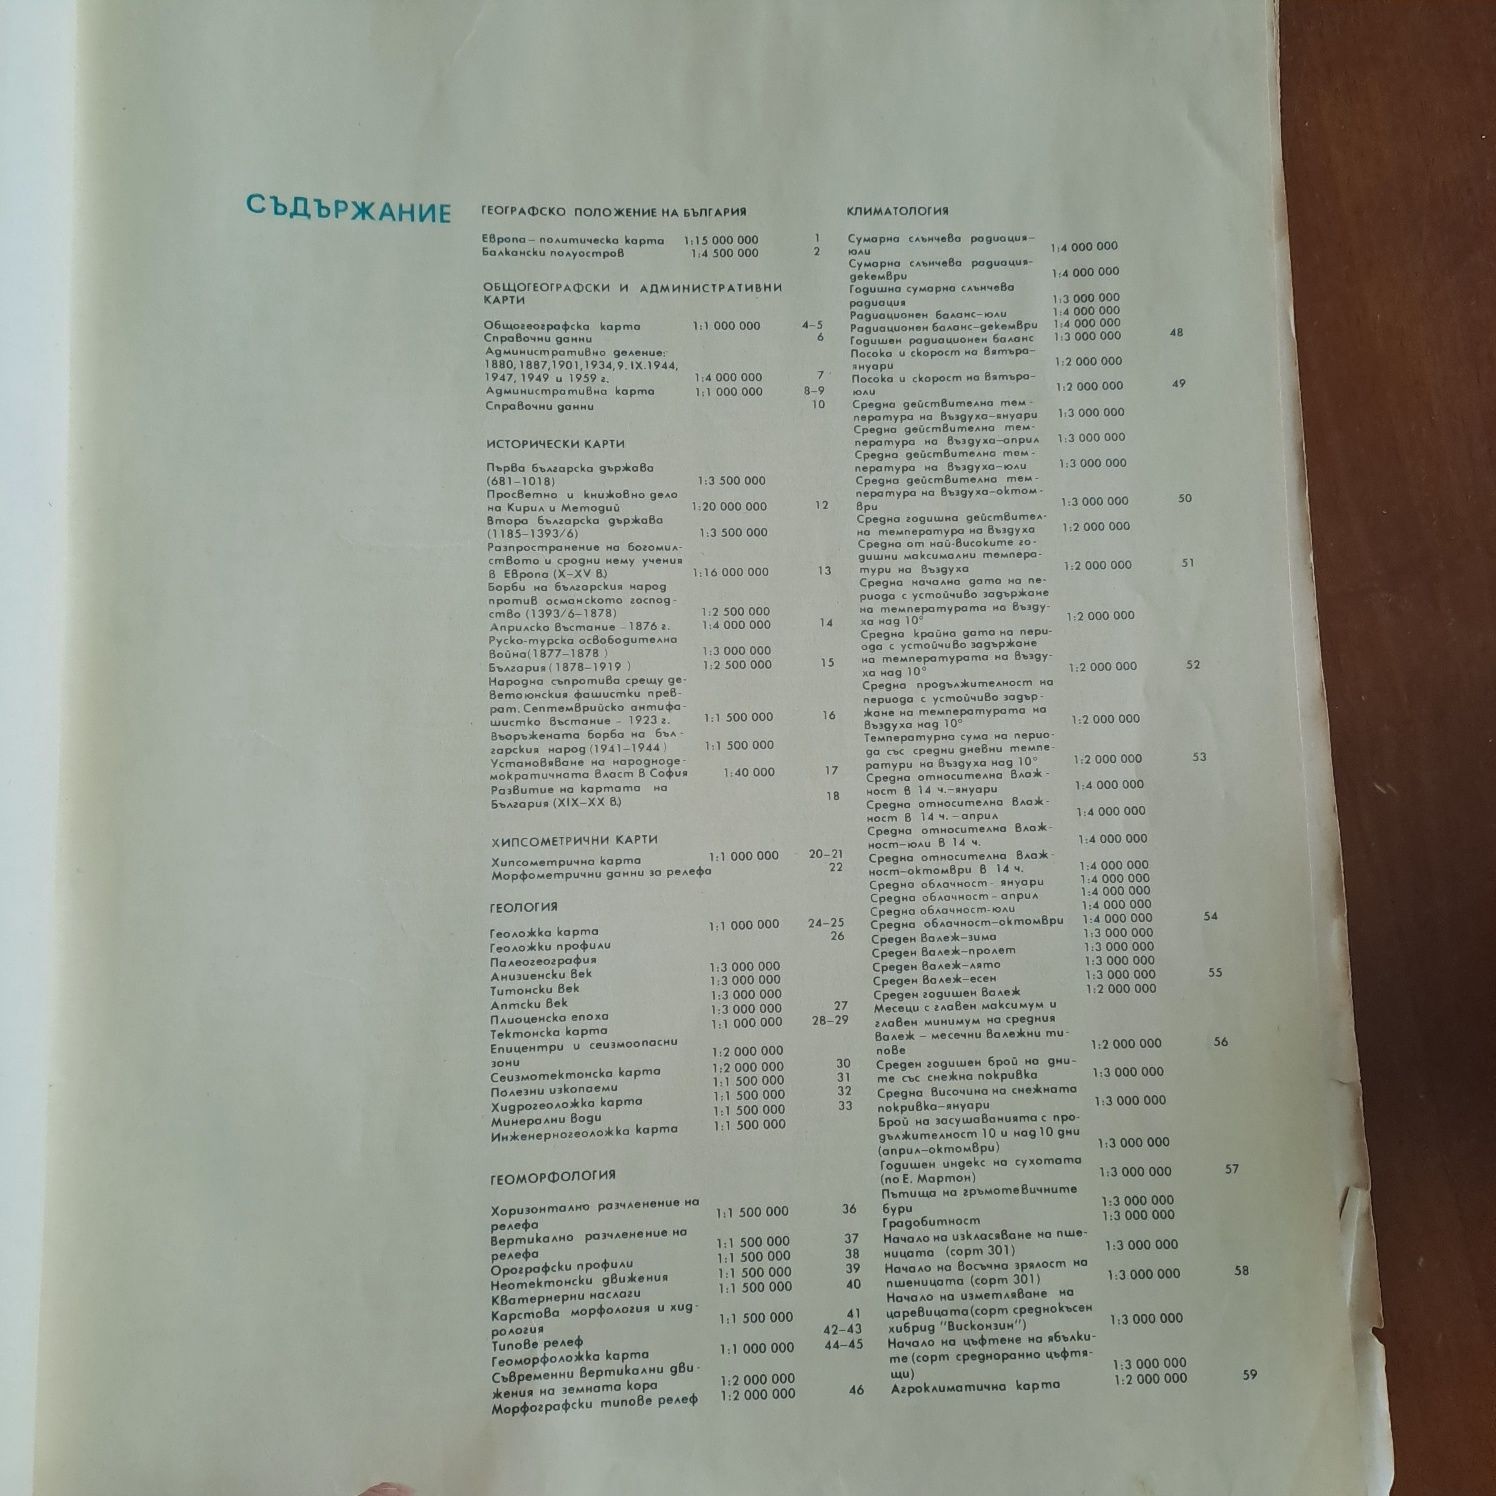 СЪДЪРЖАНИЕ
ГЕОГРАФСКО ПОЛОЖЕНИЕ НА БЪЛГАРИЯ
Европа – политическа карта 1:15 000 000 1
Балкански полуостров 1:4 500 000 2
ОБЩОГЕОГРАФСКИ И АДМИНИСТРАТИВНИ
КАРТИ
Общогеографска карта 1:1 000 000 4–5
Справочни данни 6
Административно деление:
1880, 1887, 1901, 1934, 9. IX. 1944,
1947, 1949 и 1959 г. 1:4 000 000 7
Административна карта 1:1 000 000 8–9
Справочни данни 10
ИСТОРИЧЕСКИ КАРТИ
Първа българска държава
(681–1018) 1:3 500 000
Просветно и книжовно дело
на Кирил и Методий 1:20 000 000 12
Втора българска държава
(1185–1393/6) 1:3 500 000
Разпространение на богомил-
ството и сродни нему учения
в Европа (X–XV в.) 1:16 000 000 13
Борби на българския народ
против османското господ-
ство (1393/6–1878) 1:2 500 000
Априлско въстание – 1876 г. 1:4 000 000 14
Руско-турска освободителна
война (1877–1878 ) 1:3 000 000
България (1878–1919 ) 1:2 500 000 15
Народна съпротива срещу де-
ветоюнския фашистки прев-
рат. Септемврийско антифа-
шистко въстание – 1923 г. 1:1 500 000 16
Въоръжената борба на бъл-
гарския народ (1941–1944 ) 1:1 500 000
Установяване на народноде-
мократичната власт в София 1:40 000 17
Развитие на картата на
България (XIX–XX в.) 18
ХИПСОМЕТРИЧНИ КАРТИ
Хипсометрична карта 1:1 000 000 20–21
Морфометрични данни за релефа 22
ГЕОЛОГИЯ
Геоложка карта 1:1 000 000 24–25
Геоложки профили 26
Палеогеография
Анизиенски век 1:3 000 000
Титонски век 1:3 000 000
Аптски век 1:3 000 000
Плиоценска епоха 1:3 000 000 27
Тектонска карта 1:1 000 000 28–29
Епицентри и сеизмоопасни
зони 1:2 000 000
Сеизмотектонска карта 1:2 000 000 30
Полезни изкопаеми 1:1 500 000 31
Хидрогеоложка карта 1:1 500 000 32
Минерални води 1:1 500 000 33
Инженерногеоложка карта 1:1 500 000
ГЕОМОРФОЛОГИЯ
Хоризонтално разчленение на
релефа 1:1 500 000 36
Вертикално разчленение на
релефа 1:1 500 000 37
Орографски профили 1:1 500 000 38
Неотектонски движения 1:1 500 000 39
Кватернерни наслаги 1:1 500 000 40
Карстова морфология и хид-
рология 1:1 500 000 41
Типове релеф 42–43
Геоморфоложка карта 1:1 000 000 44–45
Съвременни вертикални дви-
жения на земната кора 1:2 000 000
Морфографски типове релеф 1:2 000 000 46
КЛИМАТОЛОГИЯ
Сумарна слънчева радиация–
юли 1:4 000 000
Сумарна слънчева радиация–
декември 1:4 000 000
Годишна сумарна слънчева
радиация 1:3 000 000
Радиационен баланс–юли 1:4 000 000
Радиационен баланс–декември 1:4 000 000
Годишен радиационен баланс 1:3 000 000 48
Посока и скорост на вятъра–
януари 1:2 000 000
Посока и скорост на вятъра–
юли 1:2 000 000 49
Средна действителна тем-
пература на въздуха–януари 1:3 000 000
Средна действителна тем-
пература на въздуха–април 1:3 000 000
Средна действителна тем-
пература на въздуха–юли 1:3 000 000
Средна действителна тем-
пература на въздуха–октом-
ври 1:3 000 000 50
Средна годишна действител-
на температура на въздуха 1:2 000 000
Средна от най-високите го-
дишни максимални темпера-
тури на въздуха 1:2 000 000 51
Средна начална дата на пе-
риода с устойчиво задържане
на температурата на възду-
ха над 10° 1:2 000 000
Средна крайна дата на пери-
ода с устойчиво задържане
на температурата на възду-
ха над 10° 1:2 000 000 52
Средна продължителност на
периода с устойчиво задър-
жане на температурата на
въздуха над 10° 1:2 000 000
Температурна сума на перио-
да със средни дневни темпе-
ратури на въздуха над 10° 1:2 000 000 53
Средна относителна влаж-
ност в 14 ч.–януари 1:4 000 000
Средна относителна влаж-
ност в 14 ч. –април 1:4 000 000
Средна относителна влаж-
ност–юли в 14 ч. 1:4 000 000
Средна относителна влаж-
ност–октомври в 14 ч. 1:4 000 000
Средна облачност – януари 1:4 000 000
Средна облачност – април 1:4 000 000
Средна облачност–юли 1:4 000 000
Средна облачност–октомври 1:4 000 000 54
Среден валеж–зима 1:3 000 000
Среден валеж–пролет 1:3 000 000
Среден валеж–лято 1:3 000 000
Среден валеж–есен 1:3 000 000 55
Среден годишен валеж 1:2 000 000
Месеци с главен максимум и
главен минимум на средния
валеж – месечни валежни ти-
пове 1:2 000 000 56
Среден годишен брой на дни-
те със снежна покривка 1:3 000 000
Средна височина на снежната
покривка–януари 1:3 000 000
Брой на засушаванията с про-
дължителност 10 и над 10 дни
(април–октомври) 1:3 000 000
Годишен индекс на сухотата
(по Е. Мартон) 1:3 000 000 57
Пътища на гръмотевичните
бури 1:3 000 000
Градобитност 1:3 000 000
Начало на изкласяване на пше-
ницата (сорт 301) 1:3 000 000
Начало на восъчна зрялост на
пшеницата (сорт 301) 1:3 000 000 58
Начало на изметляване на
царевицата (сорт среднокъсен
хибрид "Висконзин") 1:3 000 000
Начало на цъфтене на ябълки-
те (сорт средноранно цъфтя-
щи) 1:3 000 000
Агроклиматична карта 1:2 000 000 59